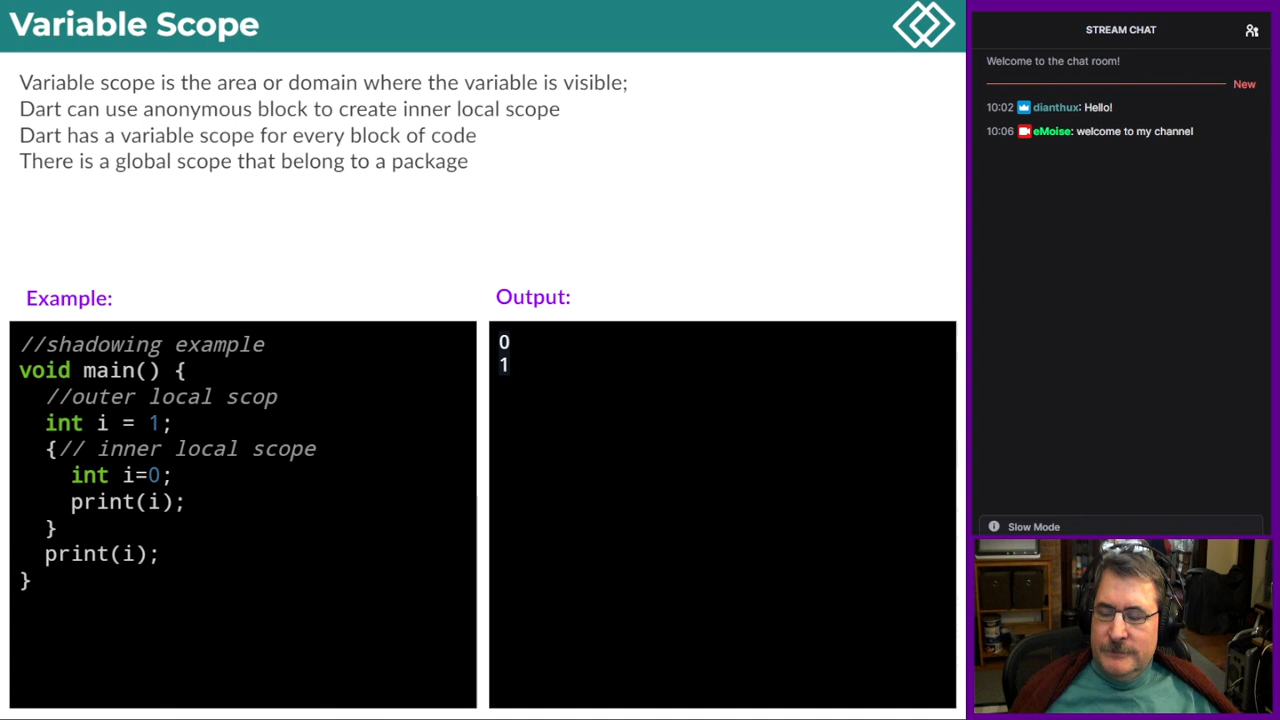 Variable Scope
Variable scope is the area or domain where the variable is visible;
Dart can use anonymous block to create inner local scope
Dart has a variable scope for every block of code
There is a global scope that belong to a package
Example:
//shadowing example
void main() {
//outer local scop
int i = 1;
{// inner local scope
int i=0;
print(i);
}
print(i);
}
Output:
0
1
STREAM CHAT
Welcome to the chat room!
New
10:02 dianthux: Hello!
10:06 eMoise: welcome to my channel
Slow Mode